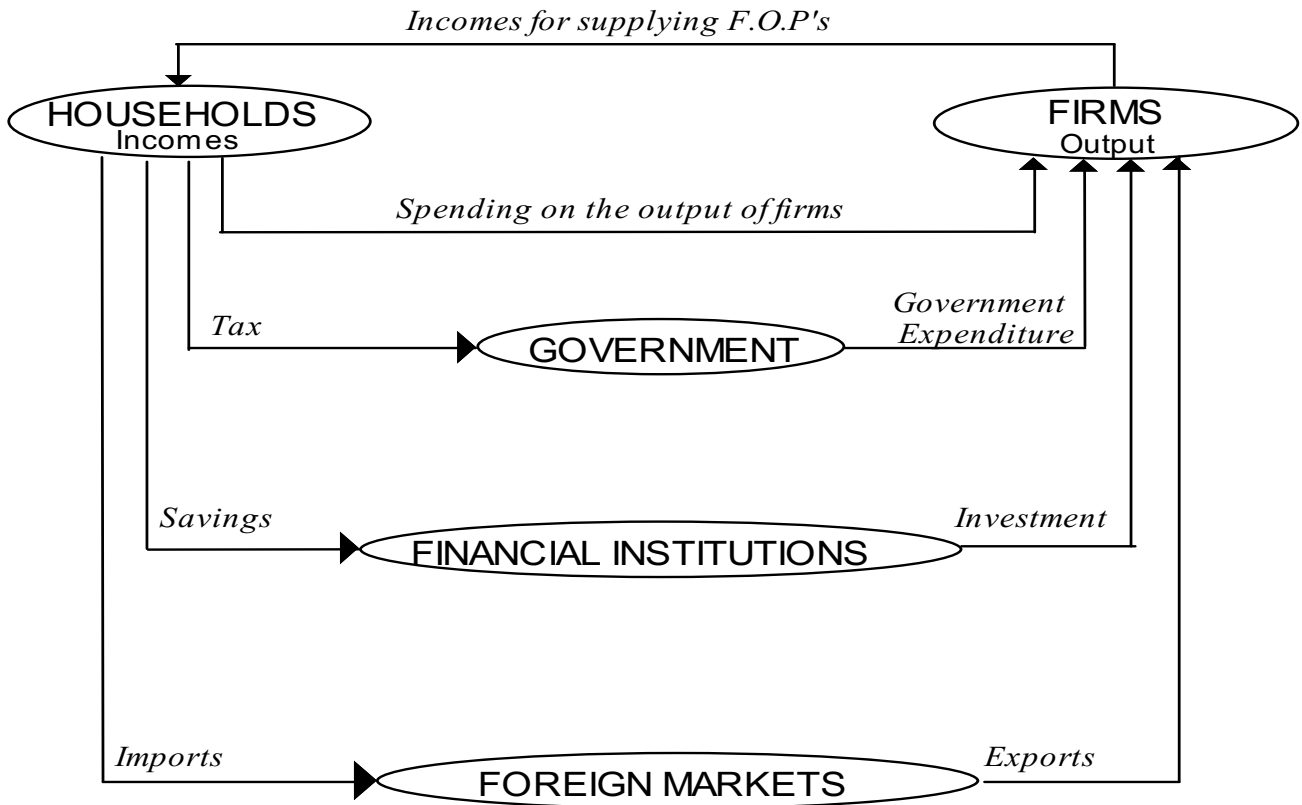 Incomes for supplying F.O.P's
HOUSEHOLDS
Incomes
FIRMS
Output
Spending on the output of firms
Tax
GOVERNMENT
Government
Expenditure
Savings
FINANCIAL INSTITUTIONS
Investment
Imports
FOREIGN MARKETS
Exports